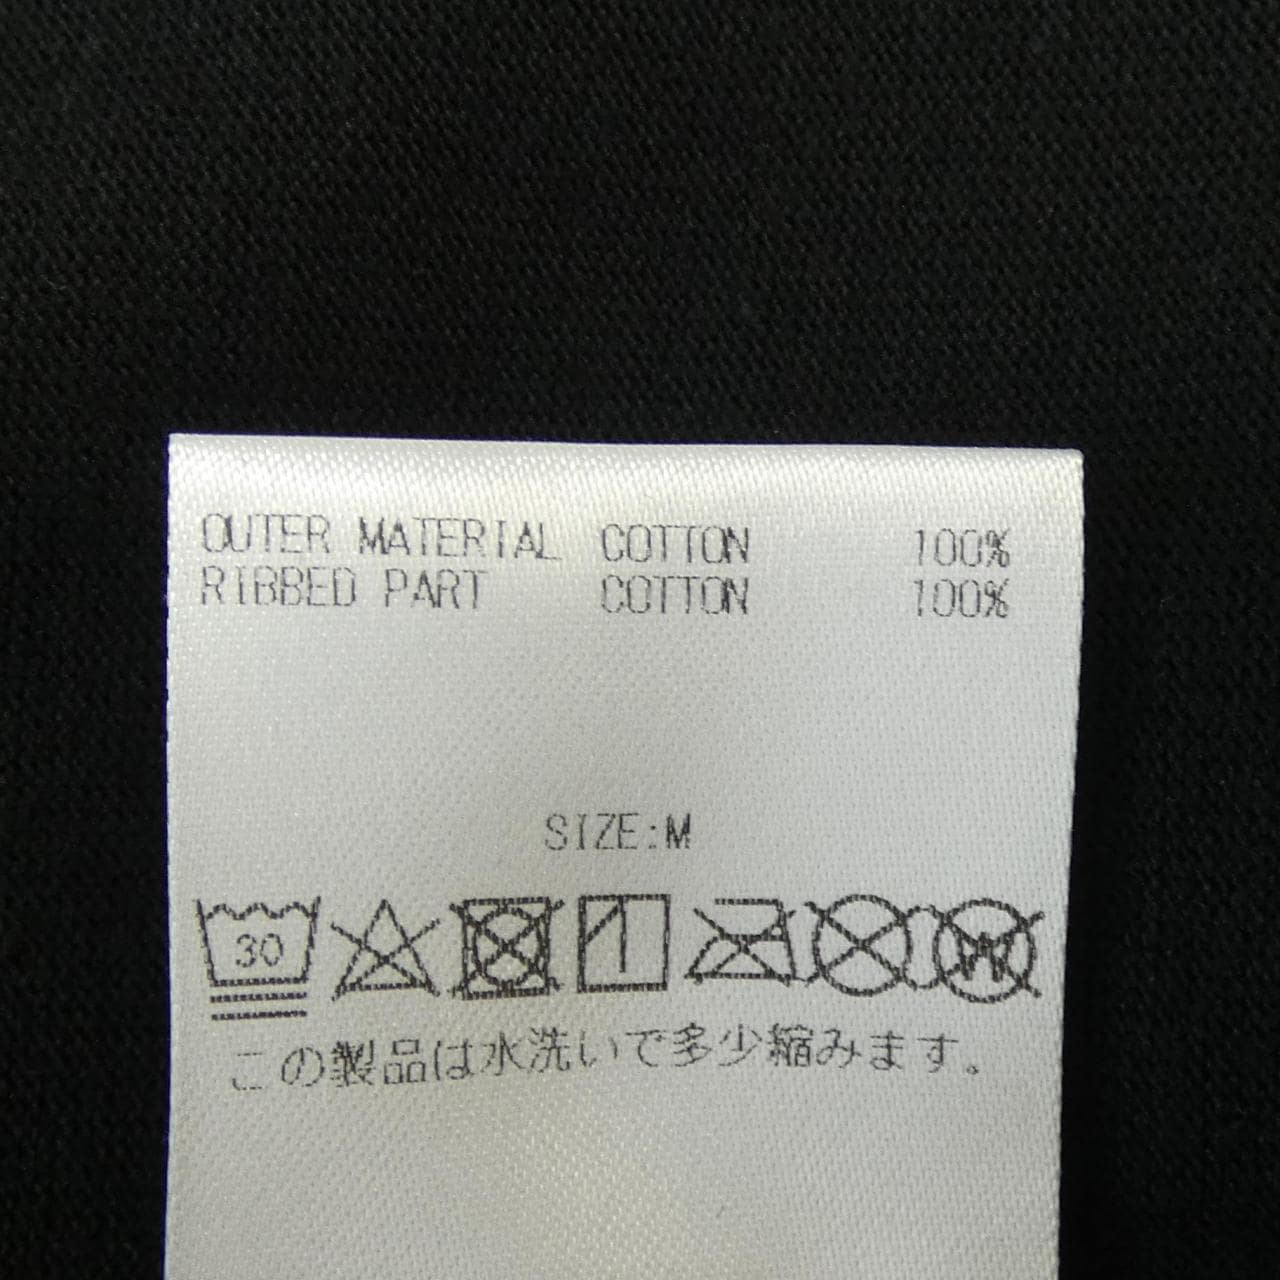 OUTER MATERIAL COTTON 100%
RIBBED PART COTTON 100%
SIZE:M
30 W
この製品は水洗いで多少縮みます。